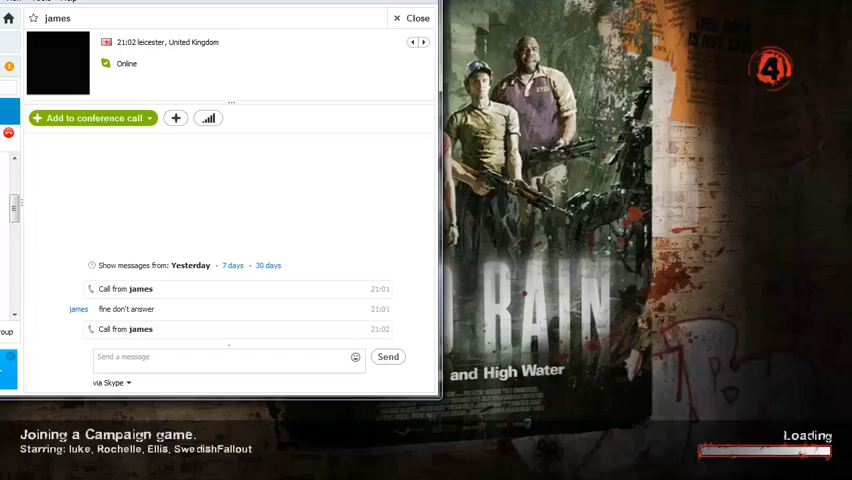 james
Close
21:02 leicester, United Kingdom
Online
Add to conference call
Show messages from: Yesterday • 7 days • 30 days
Call from james 21:01
james fine don't answer 21:01
Call from james 21:02
Send a message
Send
via Skype
roup
4
RAIN
and High Water
Joining a Campaign game.
Starring: luke, Rochelle, Ellis, SwedishFallout
Loading